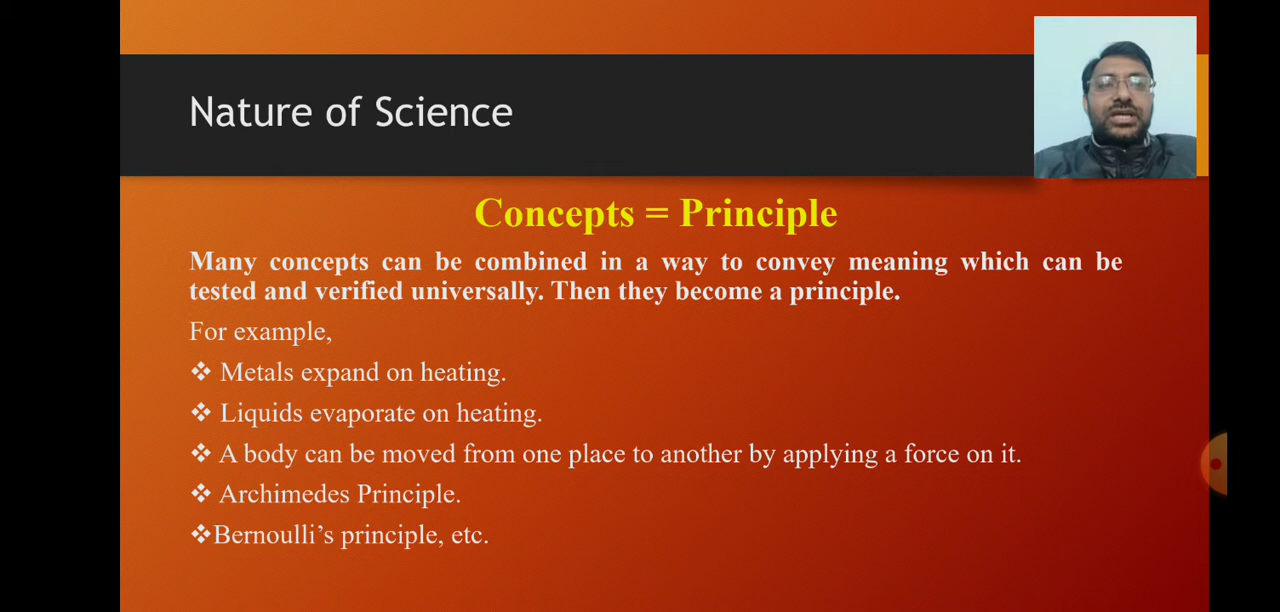 Nature of Science
Concepts = Principle
Many concepts can be combined in a way to convey meaning which can be
tested and verified universally. Then they become a principle.
For example,
❖ Metals expand on heating.
❖ Liquids evaporate on heating.
❖ A body can be moved from one place to another by applying a force on it.
❖ Archimedes Principle.
❖Bernoulli’s principle, etc.